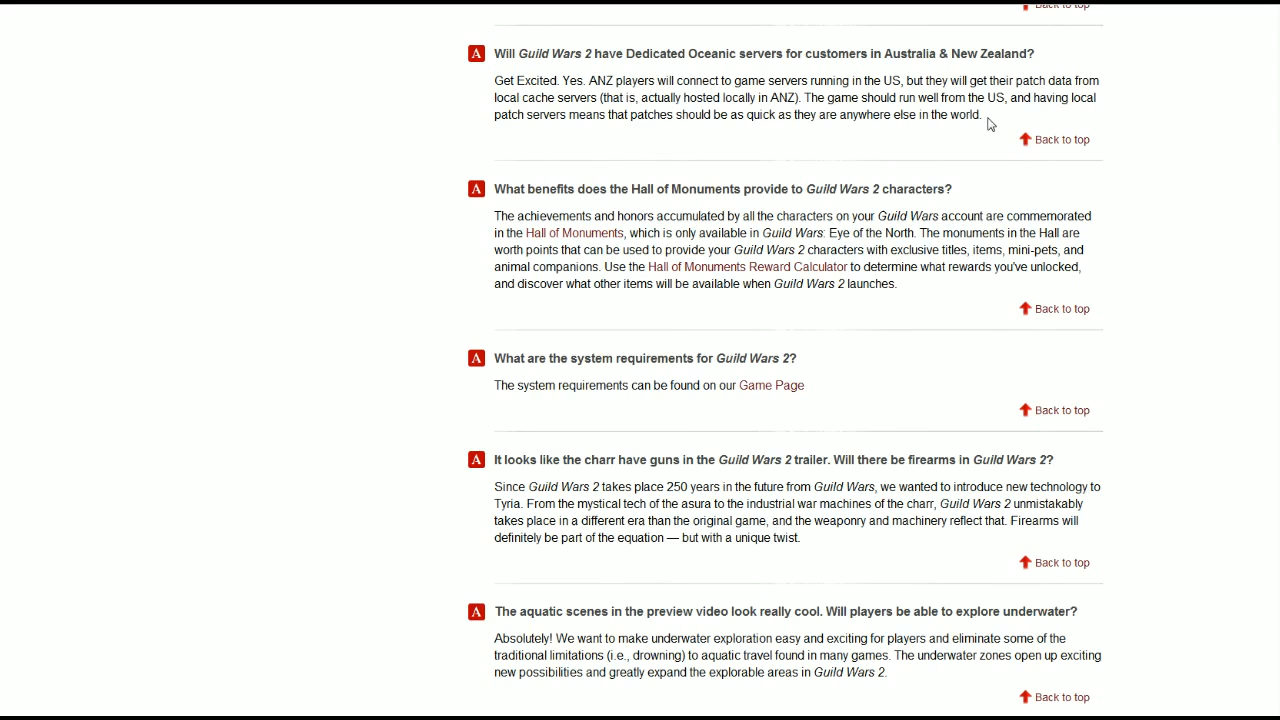 Back to top
A Will Guild Wars 2 have Dedicated Oceanic servers for customers in Australia & New Zealand?
Get Excited. Yes. ANZ players will connect to game servers running in the US, but they will get their patch data from
local cache servers (that is, actually hosted locally in ANZ). The game should run well from the US, and having local
patch servers means that patches should be as quick as they are anywhere else in the world.
Back to top
A What benefits does the Hall of Monuments provide to Guild Wars 2 characters?
The achievements and honors accumulated by all the characters on your Guild Wars account are commemorated
in the Hall of Monuments, which is only available in Guild Wars: Eye of the North. The monuments in the Hall are
worth points that can be used to provide your Guild Wars 2 characters with exclusive titles, items, mini-pets, and
animal companions. Use the Hall of Monuments Reward Calculator to determine what rewards you've unlocked,
and discover what other items will be available when Guild Wars 2 launches.
Back to top
A What are the system requirements for Guild Wars 2?
The system requirements can be found on our Game Page
Back to top
A It looks like the charr have guns in the Guild Wars 2 trailer. Will there be firearms in Guild Wars 2?
Since Guild Wars 2 takes place 250 years in the future from Guild Wars, we wanted to introduce new technology to
Tyria. From the mystical tech of the asura to the industrial war machines of the charr, Guild Wars 2 unmistakably
takes place in a different era than the original game, and the weaponry and machinery reflect that. Firearms will
definitely be part of the equation — but with a unique twist.
Back to top
A The aquatic scenes in the preview video look really cool. Will players be able to explore underwater?
Absolutely! We want to make underwater exploration easy and exciting for players and eliminate some of the
traditional limitations (i.e., drowning) to aquatic travel found in many games. The underwater zones open up exciting
new possibilities and greatly expand the explorable areas in Guild Wars 2.
Back to top